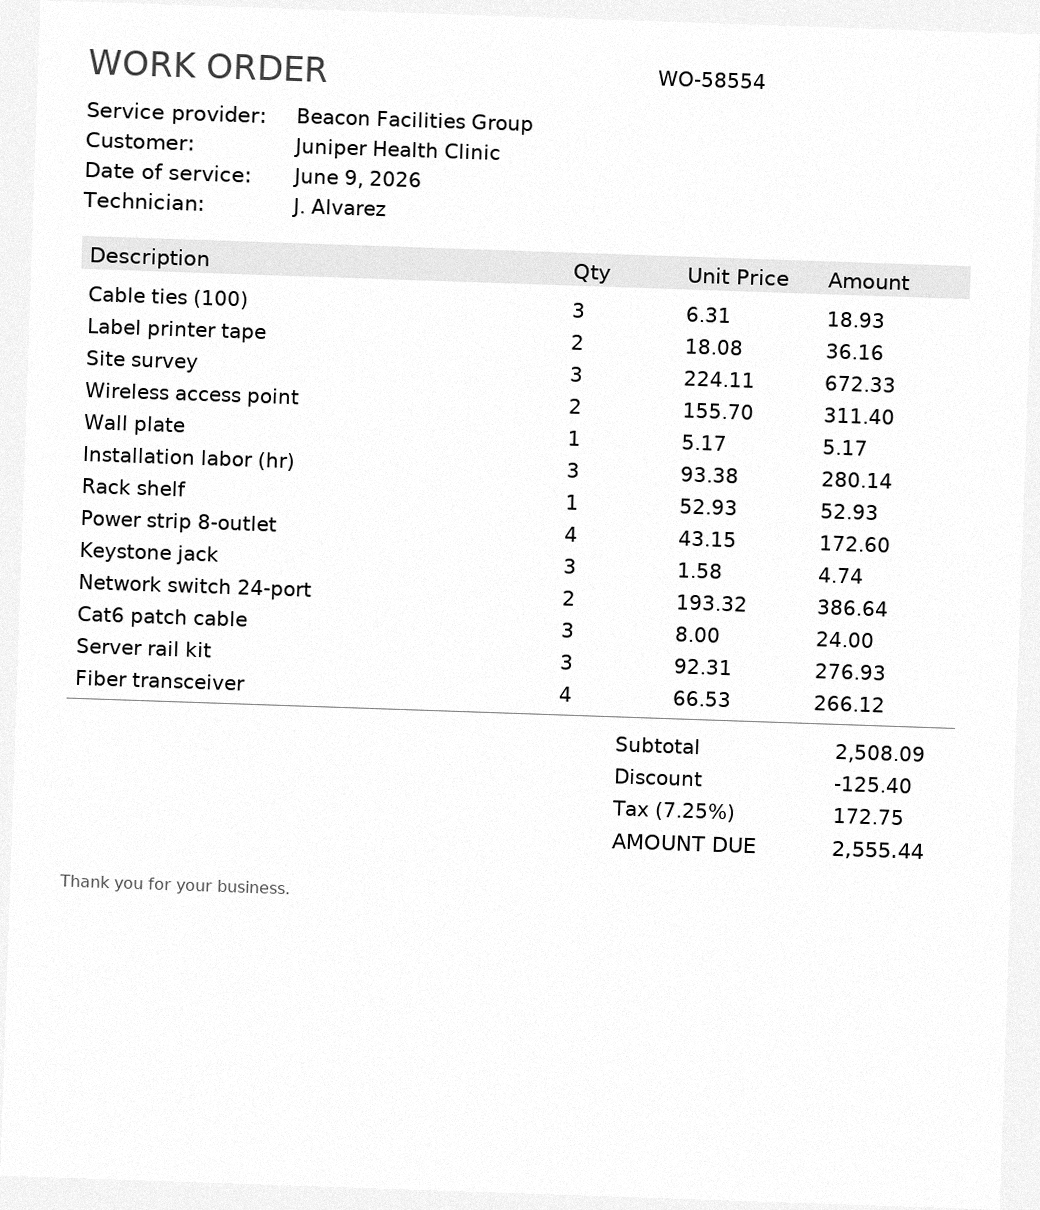 WORK ORDER WO-58554
Service provider: Beacon Facilities Group
Customer: Juniper Health Clinic
Date of service: June 9, 2026
Technician: J. Alvarez
Description Qty Unit Price Amount
Cable ties (100) 3 6.31 18.93
Label printer tape 2 18.08 36.16
Site survey 3 224.11 672.33
Wireless access point 2 155.70 311.40
Wall plate 1 5.17 5.17
Installation labor (hr) 3 93.38 280.14
Rack shelf 1 52.93 52.93
Power strip 8-outlet 4 43.15 172.60
Keystone jack 3 1.58 4.74
Network switch 24-port 2 193.32 386.64
Cat6 patch cable 3 8.00 24.00
Server rail kit 3 92.31 276.93
Fiber transceiver 4 66.53 266.12
Subtotal 2,508.09
Discount -125.40
Tax (7.25%) 172.75
AMOUNT DUE 2,555.44
Thank you for your business.